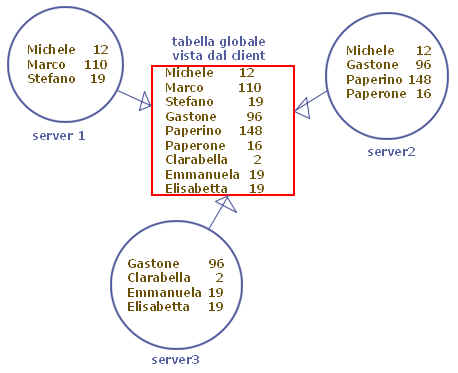 Michele 12
Marco 110
Stefano 19
server 1
tabella globale
vista dal client
Michele 12
Marco 110
Stefano 19
Gastone 96
Paperino 148
Paperone 16
Clarabella 2
Emmanuela 19
Elisabetta 19
Michele 12
Gastone 96
Paperino 148
Paperone 16
server2
Gastone 96
Clarabella 2
Emmanuela 19
Elisabetta 19
server3